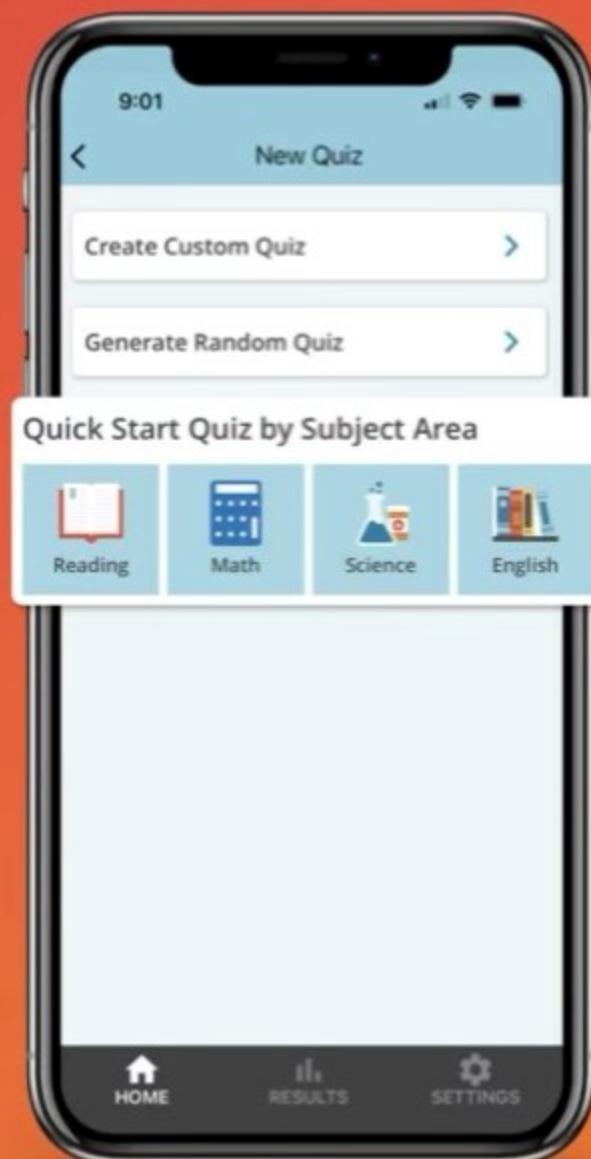 9:01
New Quiz
Create Custom Quiz
Generate Random Quiz
Quick Start Quiz by Subject Area
Reading Math Science English
HOME RESULTS SETTINGS